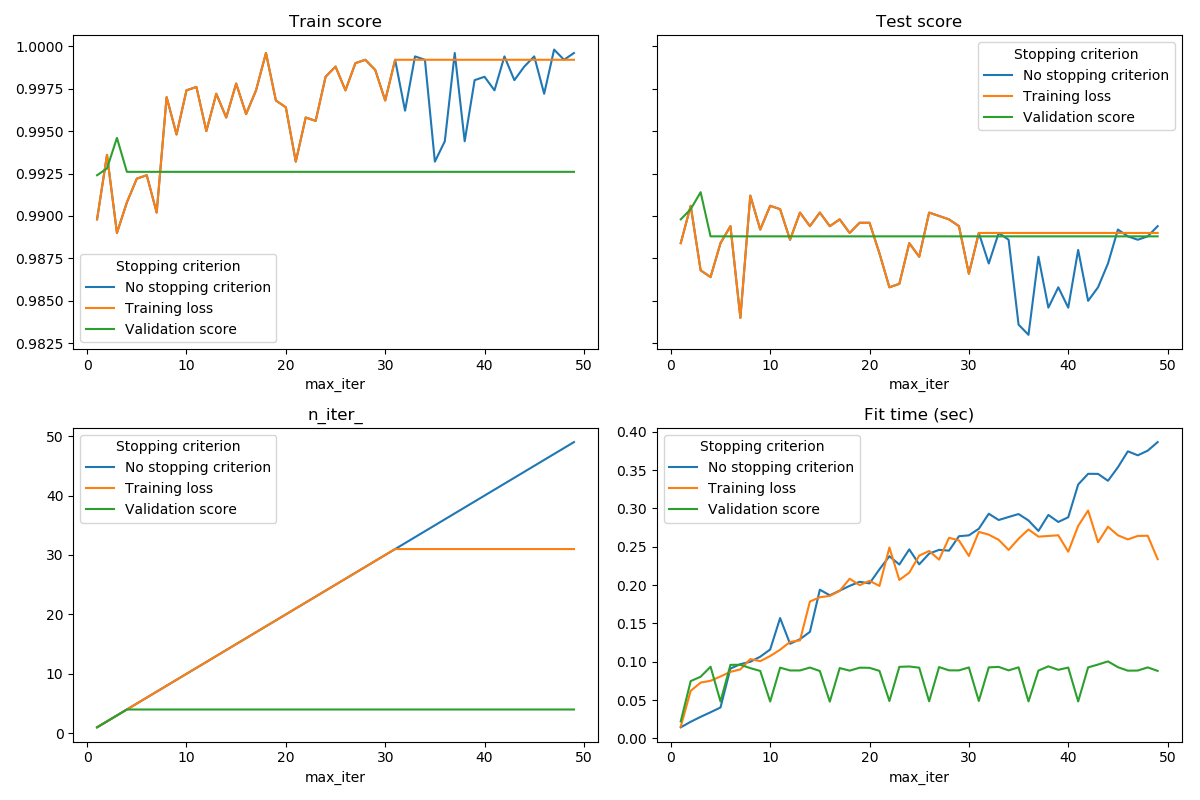 Train score
1.0000
0.9975
0.9950
0.9925
0.9900
0.9875
0.9850
0.9825
Stopping criterion
No stopping criterion
Training loss
Validation score
0 10 20 30 40 50
max_iter
Test score
Stopping criterion
No stopping criterion
Training loss
Validation score
0 10 20 30 40 50
max_iter
n_iter_
50
40
30
20
10
0
Stopping criterion
No stopping criterion
Training loss
Validation score
0 10 20 30 40 50
max_iter
Fit time (sec)
0.40
0.35
0.30
0.25
0.20
0.15
0.10
0.05
0.00
Stopping criterion
No stopping criterion
Training loss
Validation score
0 10 20 30 40 50
max_iter